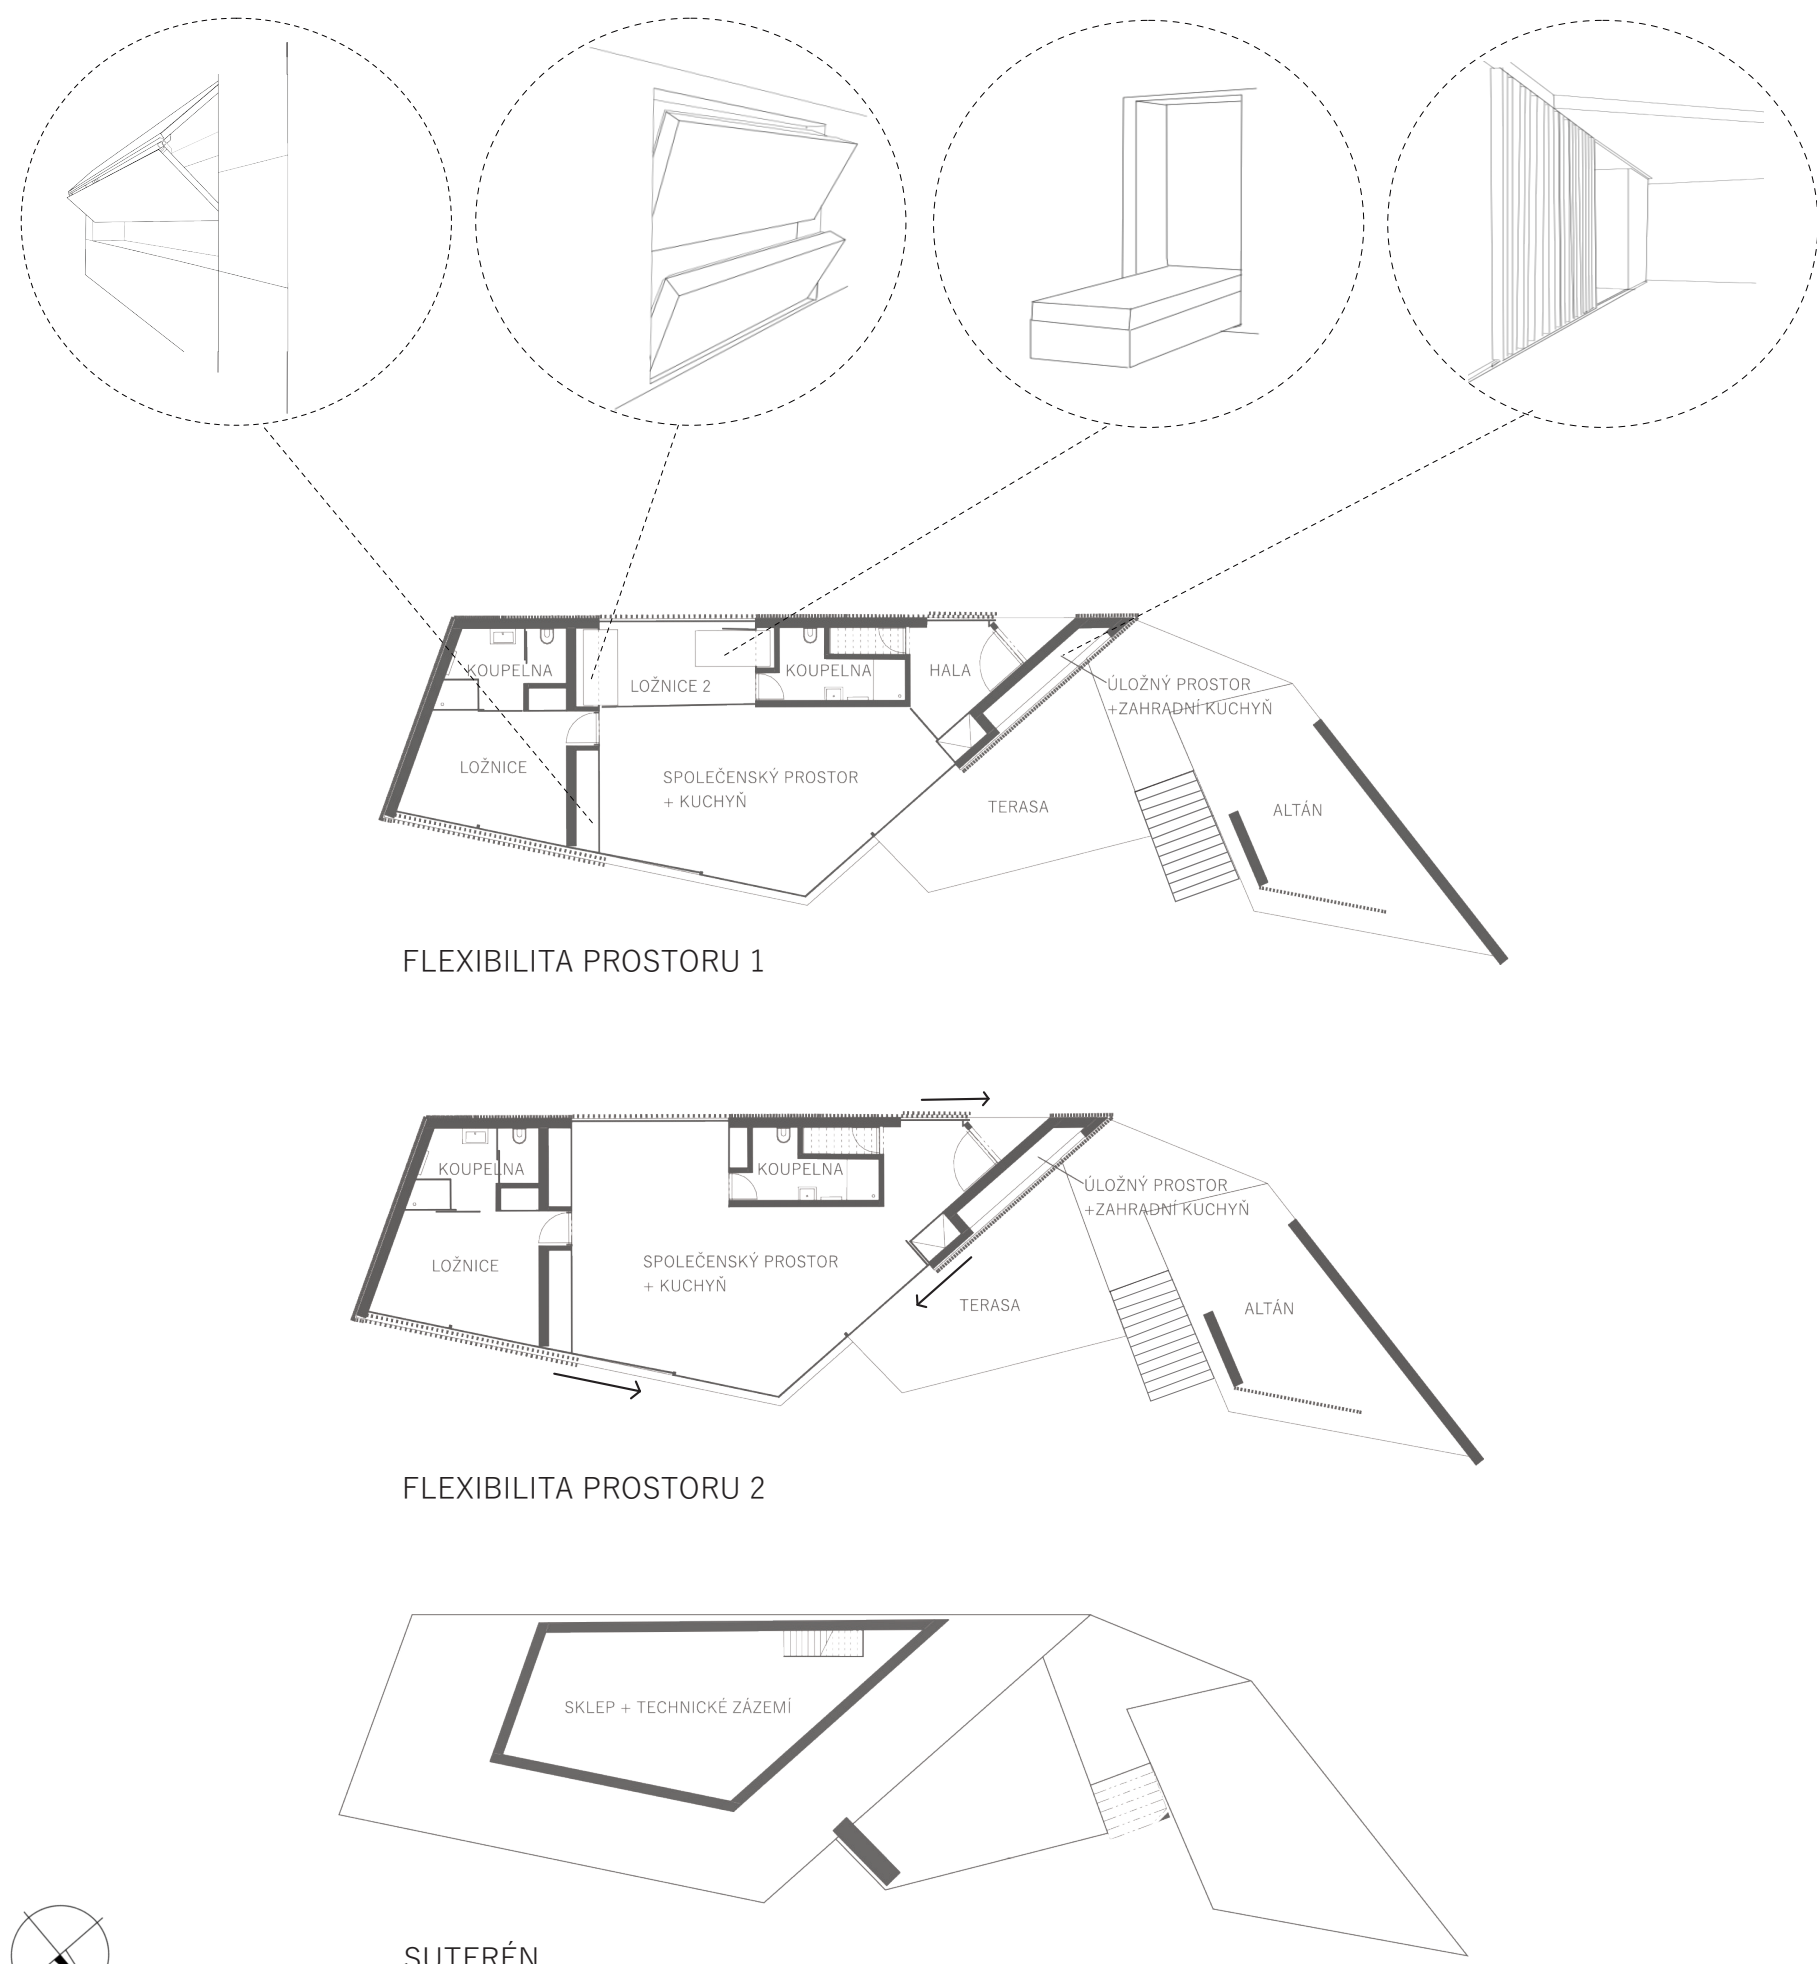 KOUPELNA
LOŽNICE 2
KOUPELNA
HALA
ÚLOŽNÝ PROSTOR
+ZAHRADNÍ KUCHYŇ
LOŽNICE
SPOLEČENSKÝ PROSTOR
+ KUCHYŇ
TERASA
ALTÁN
FLEXIBILITA PROSTORU 1
KOUPELNA
KOUPELNA
ÚLOŽNÝ PROSTOR
+ZAHRADNÍ KUCHYŇ
LOŽNICE
SPOLEČENSKÝ PROSTOR
+ KUCHYŇ
TERASA
ALTÁN
FLEXIBILITA PROSTORU 2
SKLEP + TECHNICKÉ ZÁZEMÍ
SUTERÉN